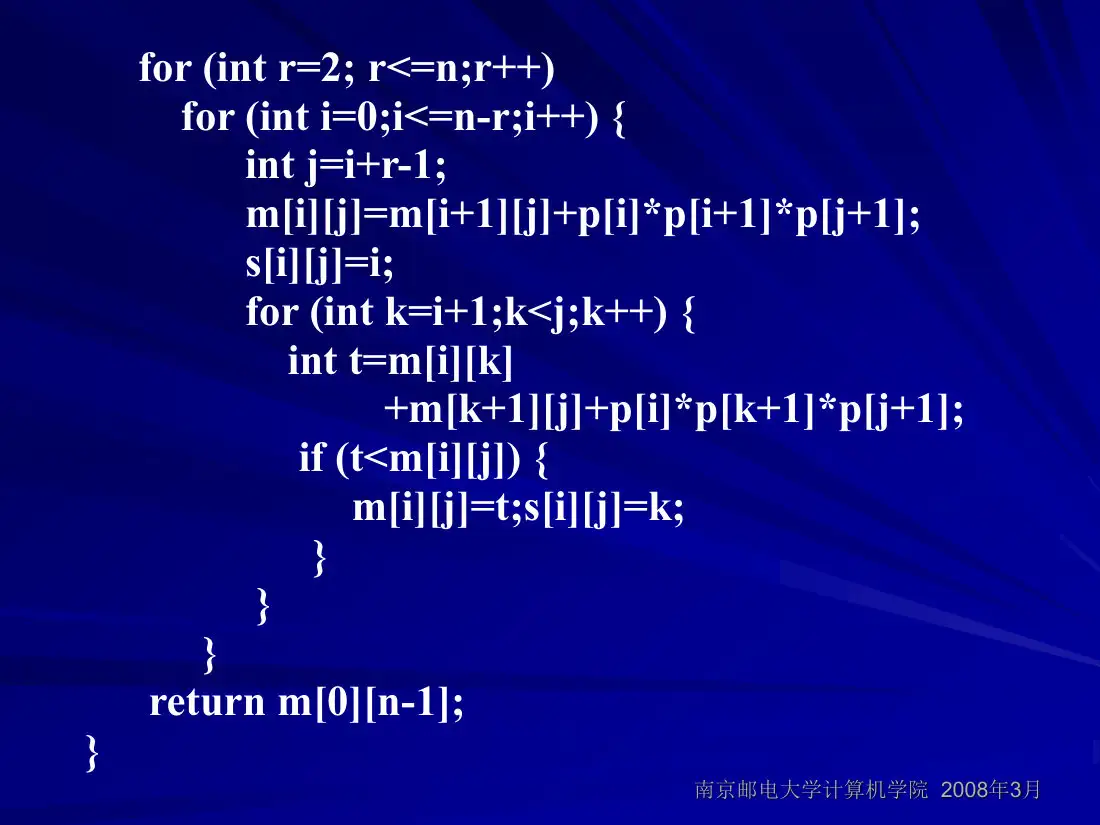 for (int r=2; r<=n;r++)
for (int i=0;i<=n-r;i++) {
int j=i+r-1;
m[i][j]=m[i+1][j]+p[i]*p[i+1]*p[j+1];
s[i][j]=i;
for (int k=i+1;k<j;k++) {
int t=m[i][k]
+m[k+1][j]+p[i]*p[k+1]*p[j+1];
if (t<m[i][j]) {
m[i][j]=t;s[i][j]=k;
}
}
}
return m[0][n-1];
}
南京邮电大学计算机学院 2008年3月